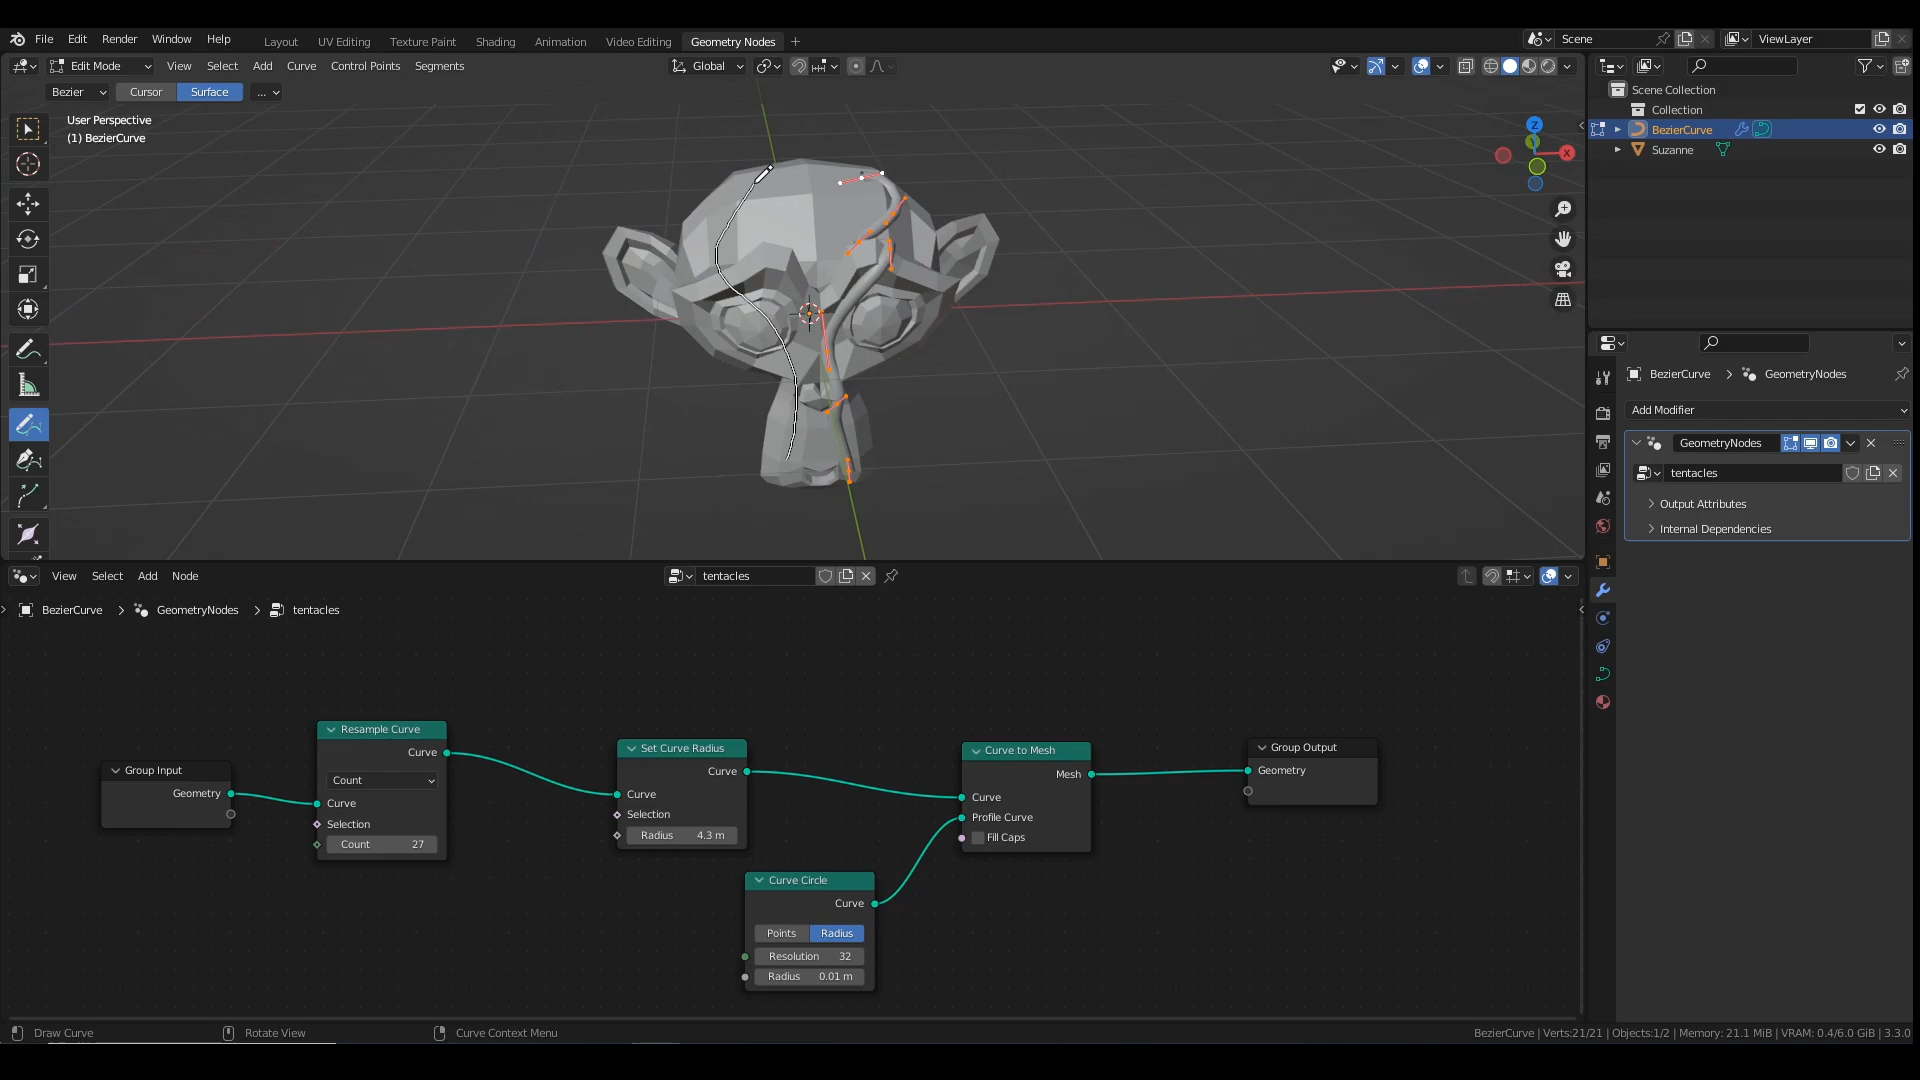 File Edit Render Window Help
Layout UV Editing Texture Paint Shading Animation Video Editing Geometry Nodes +
Scene
ViewLayer
Edit Mode View Select Add Curve Control Points Segments
Global
Bezier Cursor Surface ...
User Perspective
(1) BezierCurve
Z
Y
X
Scene Collection
Collection
BezierCurve
Suzanne
BezierCurve > GeometryNodes
Add Modifier
GeometryNodes
tentacles
Output Attributes
Internal Dependencies
View Select Add Node
tentacles
BezierCurve > GeometryNodes > tentacles
Group Input
Geometry
Resample Curve
Curve
Count
Curve
Selection
Count 27
Set Curve Radius
Curve
Curve
Selection
Radius 4.3 m
Curve Circle
Curve
Points Radius
Resolution 32
Radius 0.01 m
Curve to Mesh
Mesh
Curve
Profile Curve
Fill Caps
Group Output
Geometry
Draw Curve Rotate View Curve Context Menu
BezierCurve | Verts:21/21 | Objects:1/2 | Memory: 21.1 MiB | VRAM: 0.4/6.0 GiB | 3.3.0